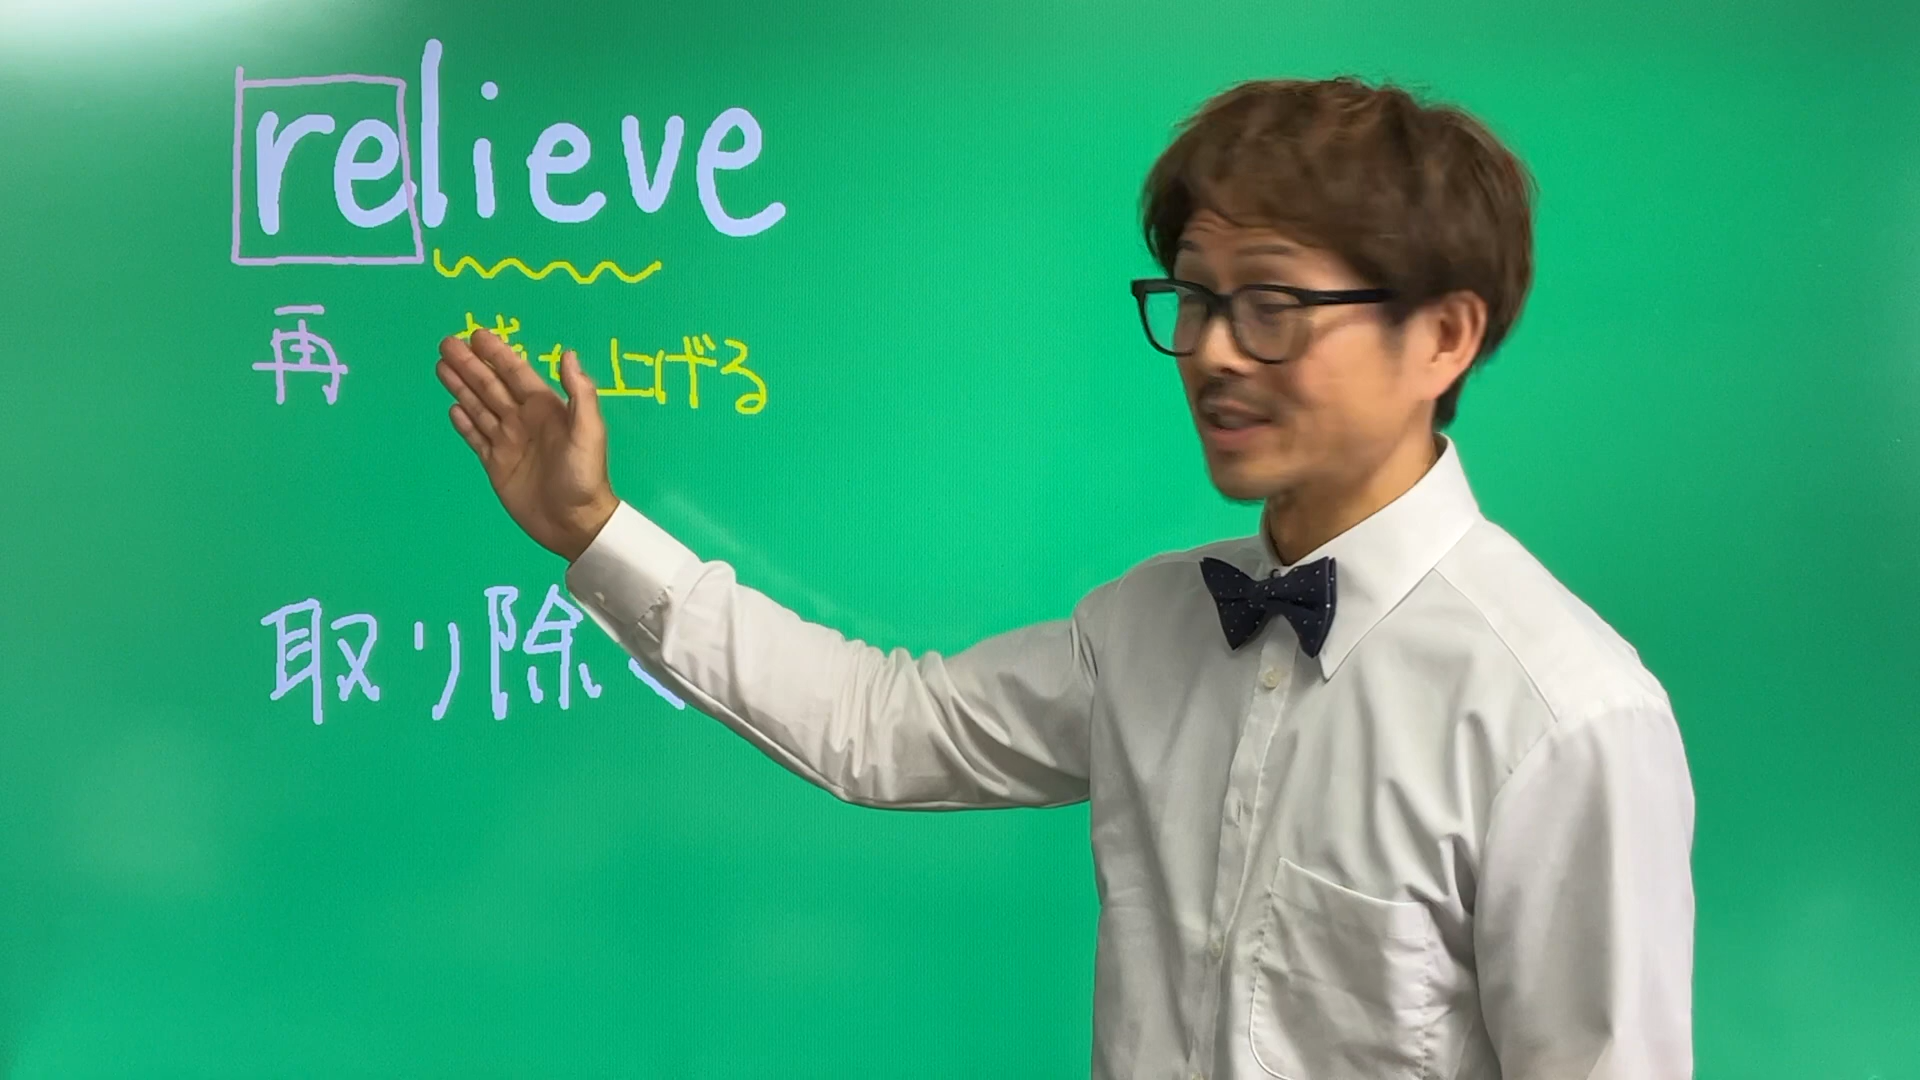 relieve
再 上げる
取り除